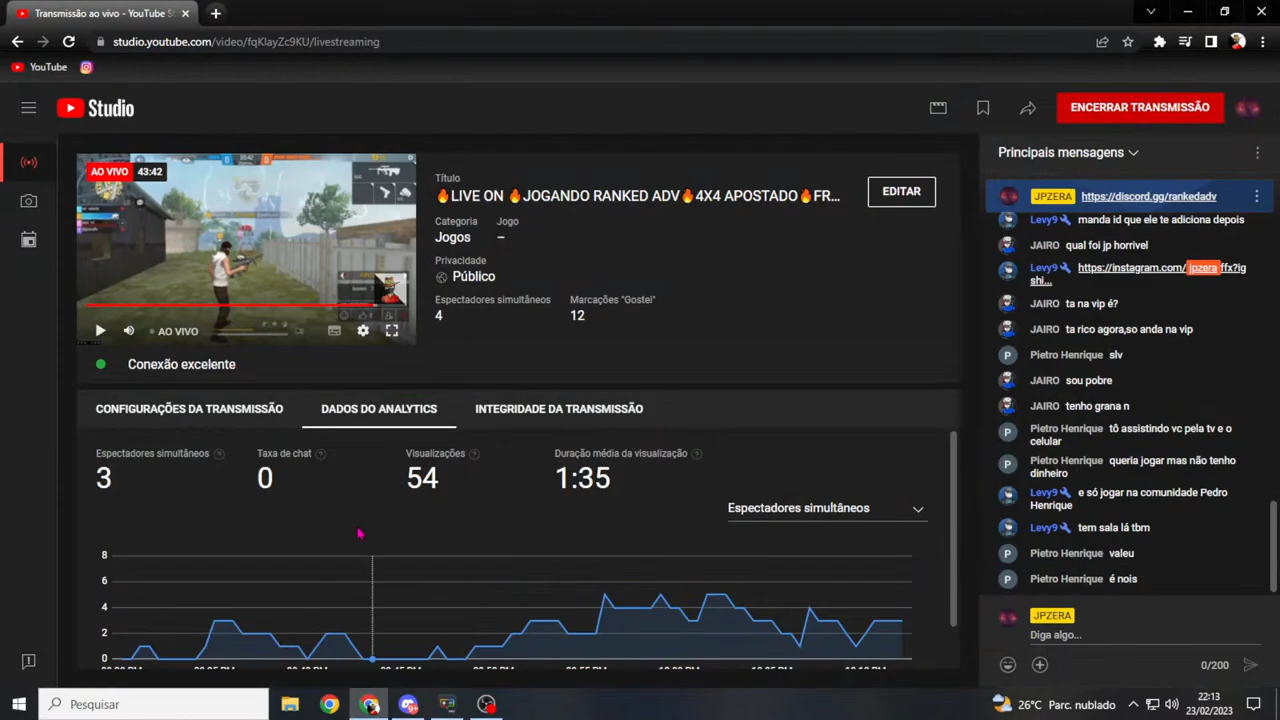 Transmissão ao vivo - YouTube S
studio.youtube.com/video/fqKIayZc9KU/livestreaming
YouTube
Studio
ENCERRAR TRANSMISSÃO
AO VIVO 43:42
AO VIVO
Título
🔥LIVE ON 🔥JOGANDO RANKED ADV🔥4X4 APOSTADO🔥FR...
EDITAR
Categoria Jogo
Jogos –
Privacidade
Público
Espectadores simultâneos Marcações "Gostei"
4 12
Conexão excelente
CONFIGURAÇÕES DA TRANSMISSÃO DADOS DO ANALYTICS INTEGRIDADE DA TRANSMISSÃO
Espectadores simultâneos Taxa de chat Visualizações Duração média da visualização
3 0 54 1:35
Espectadores simultâneos
8
6
4
2
0
Principais mensagens
JPZERA https://discord.gg/rankedadv
Levy9 manda id que ele te adiciona depois
JAIRO qual foi jp horrivel
Levy9 https://instagram.com/jpzera ffx?ig
shi...
JAIRO ta na vip é?
JAIRO ta rico agora,so anda na vip
Pietro Henrique slv
JAIRO sou pobre
JAIRO tenho grana n
Pietro Henrique tô assistindo vc pela tv e o
celular
Pietro Henrique queria jogar mas não tenho
dinheiro
Levy9 e só jogar na comunidade Pedro
Henrique
Levy9 tem sala lá tbm
Pietro Henrique valeu
Pietro Henrique é nois
JPZERA
Diga algo...
0/200
Pesquisar
26°C Parc. nublado
22:13
23/02/2023